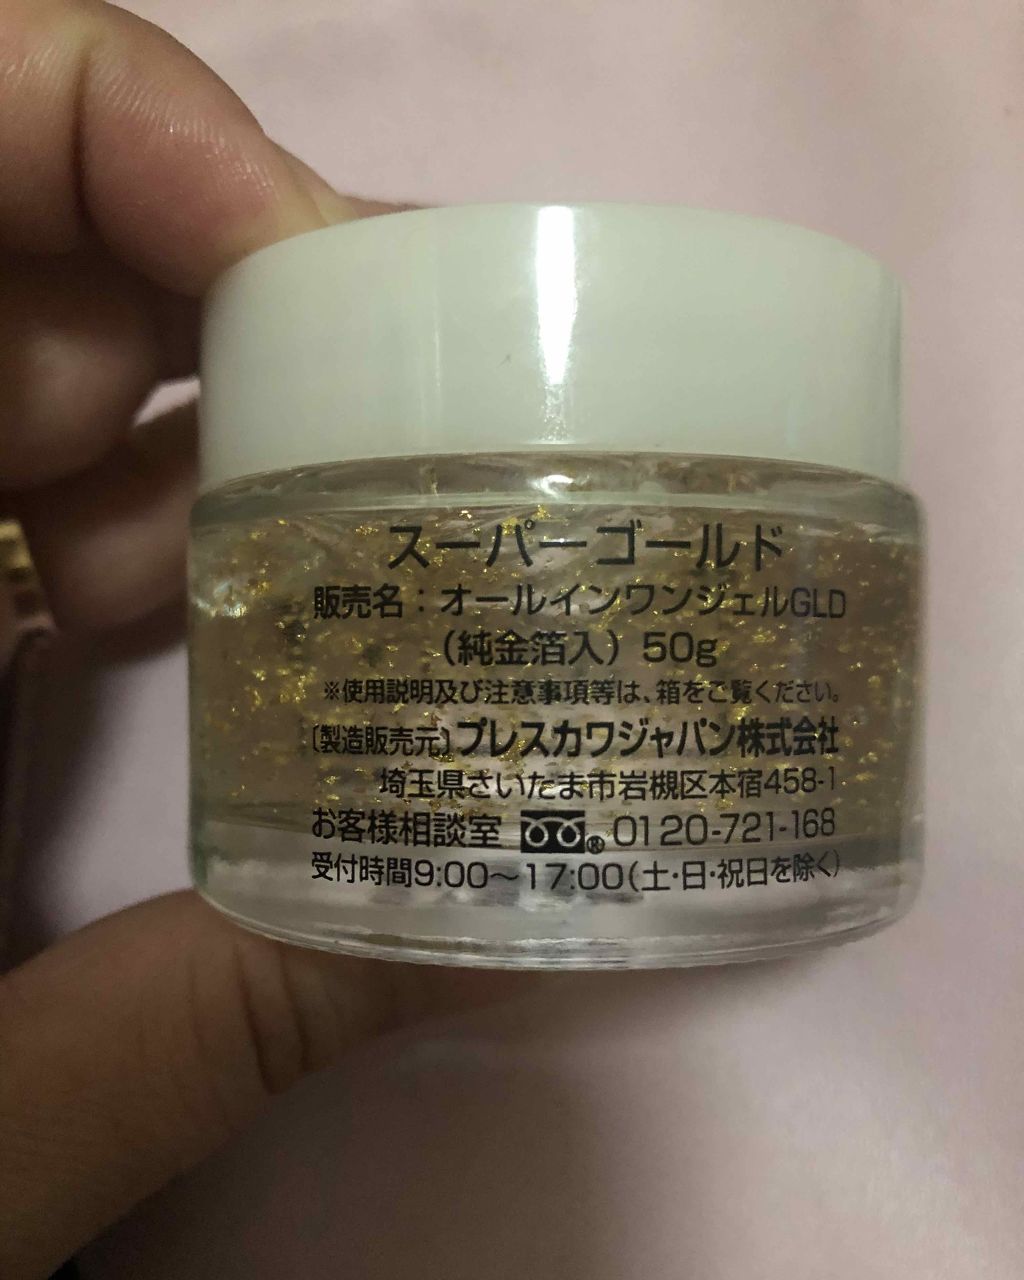 スーパーゴールド
販売名：オールインワンジェルGLD
（純金箔入）50g
※使用説明及び注意事項等は、箱をご覧ください。
〔製造販売元〕プレスカワジャパン株式会社
埼玉県さいたま市岩槻区本宿458-1
お客様相談室 ® 0120-721-168
受付時間9:00～17:00(土・日・祝日を除く)